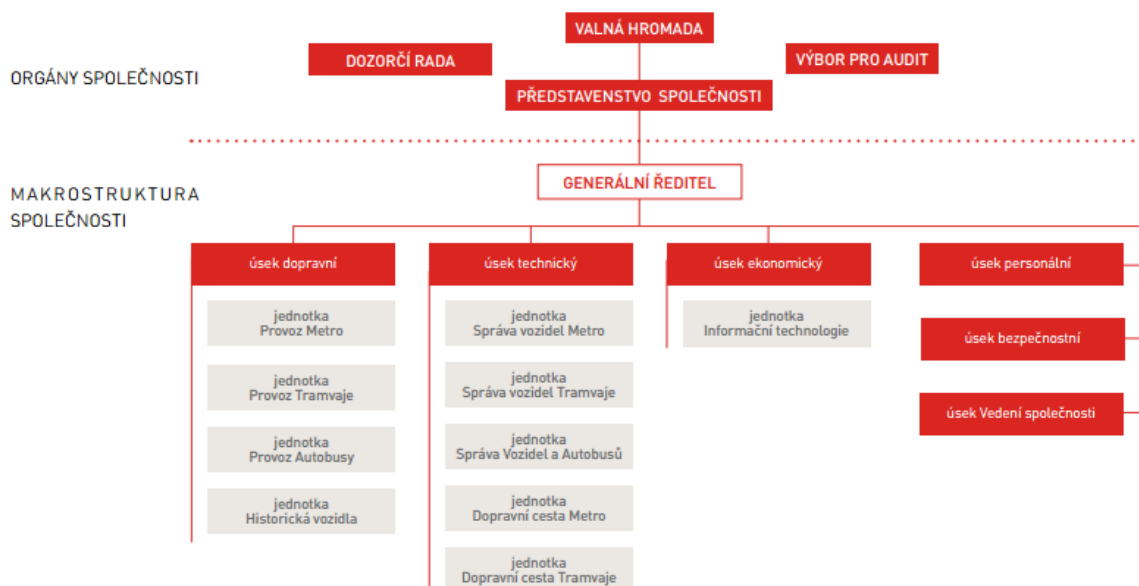 VALNÁ HROMADA
DOZORČÍ RADA
VÝBOR PRO AUDIT
ORGÁNY SPOLEČNOSTI
PŘEDSTAVENSTVO SPOLEČNOSTI
GENERÁLNÍ ŘEDITEL
MAKROSTRUKTURA
SPOLEČNOSTI
úsek dopravní
jednotka
Provoz Metro
jednotka
Provoz Tramvaje
jednotka
Provoz Autobusy
jednotka
Historická vozidla
úsek technický
jednotka
Správa vozidel Metro
jednotka
Správa vozidel Tramvaje
jednotka
Správa Vozidel a Autobusů
jednotka
Dopravní cesta Metro
jednotka
Dopravní cesta Tramvaje
úsek ekonomický
jednotka
Informační technologie
úsek personální
úsek bezpečnostní
úsek Vedení společnosti